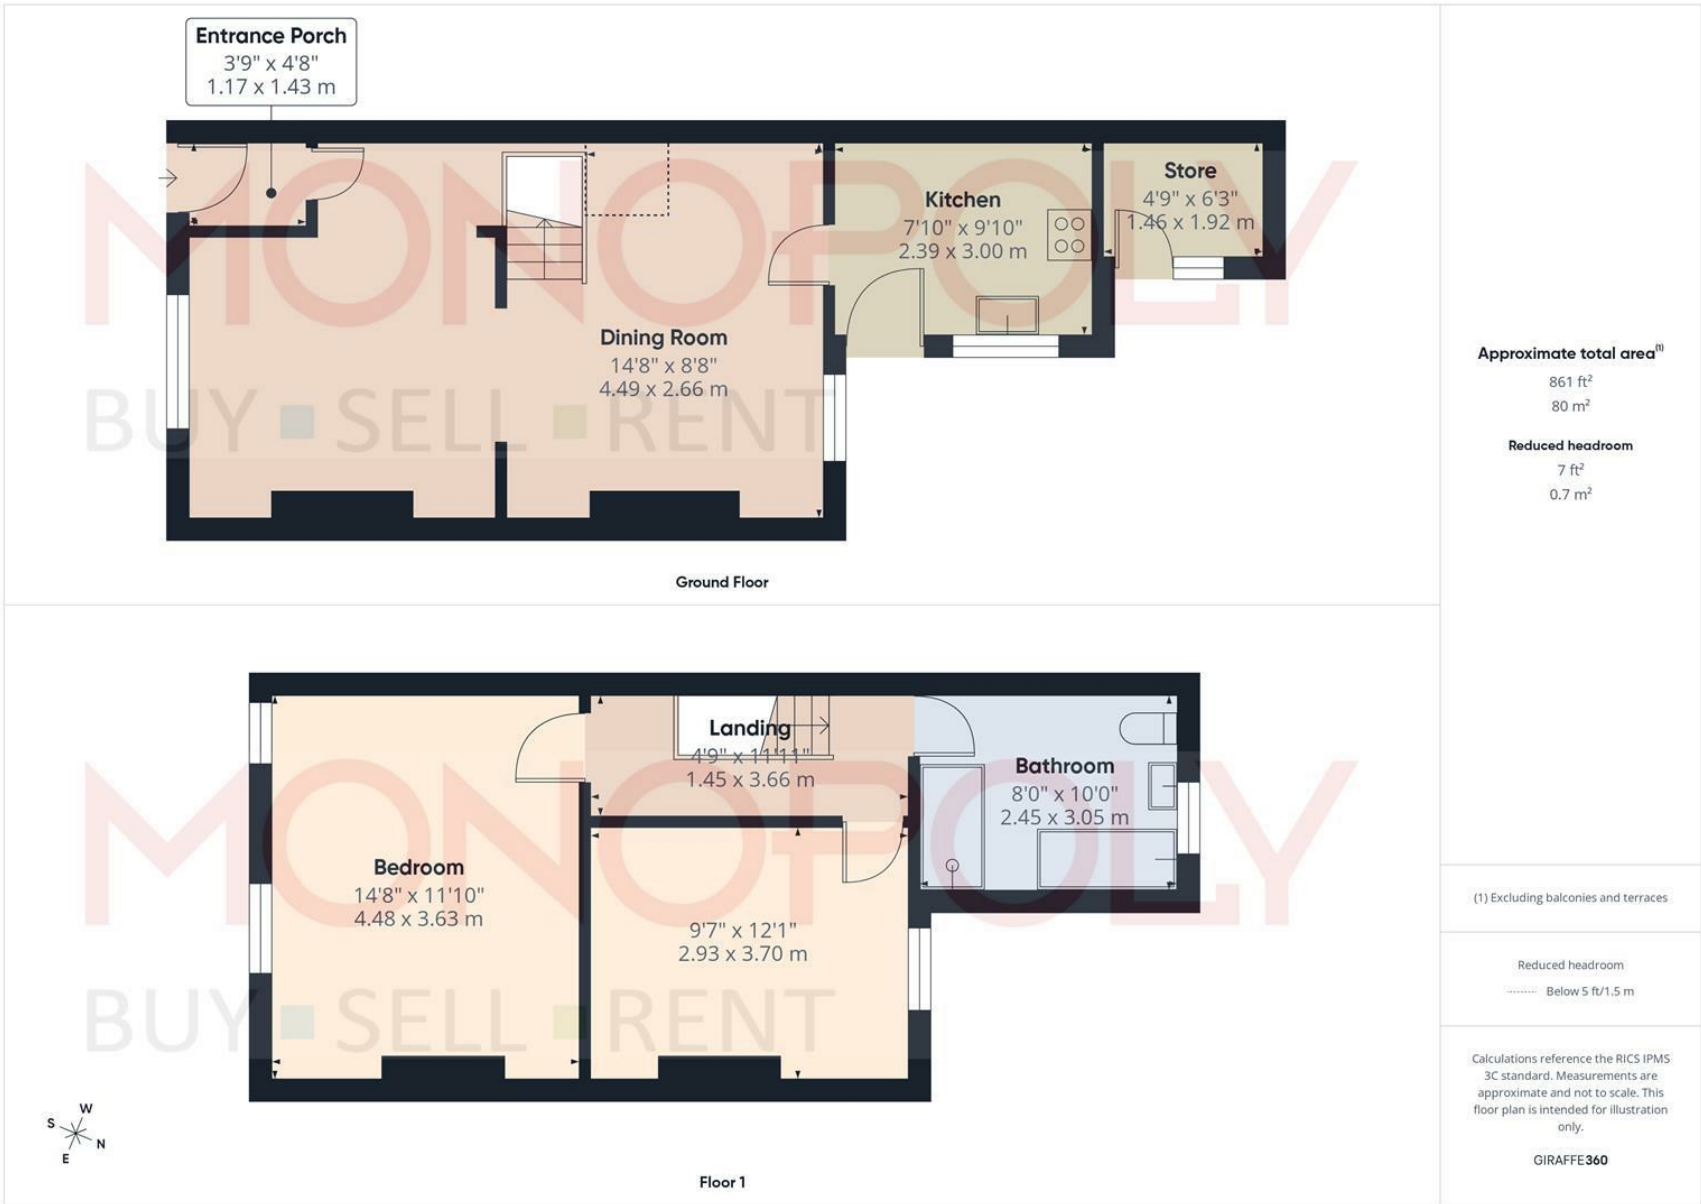 Entrance Porch
3'9" x 4'8"
1.17 x 1.43 m
MONOPOLY
BUY SELL RENT
Kitchen
7'10" x 9'10"
2.39 x 3.00 m
Store
4'9" x 6'3"
1.46 x 1.92 m
Dining Room
14'8" x 8'8"
4.49 x 2.66 m
Ground Floor
Landing
4'9" x 11'11"
1.45 x 3.66 m
Bathroom
8'0" x 10'0"
2.45 x 3.05 m
Bedroom
14'8" x 11'10"
4.48 x 3.63 m
9'7" x 12'1"
2.93 x 3.70 m
MONOPOLY
BUY SELL RENT
W
S
N
E
Floor 1
Approximate total area(1)
861 ft²
80 m²
Reduced headroom
7 ft²
0.7 m²
(1) Excluding balconies and terraces
Reduced headroom
Below 5 ft/1.5 m
Calculations reference the RICS IPMS
3C standard. Measurements are
approximate and not to scale. This
floor plan is intended for illustration
only.
GIRAFFE360